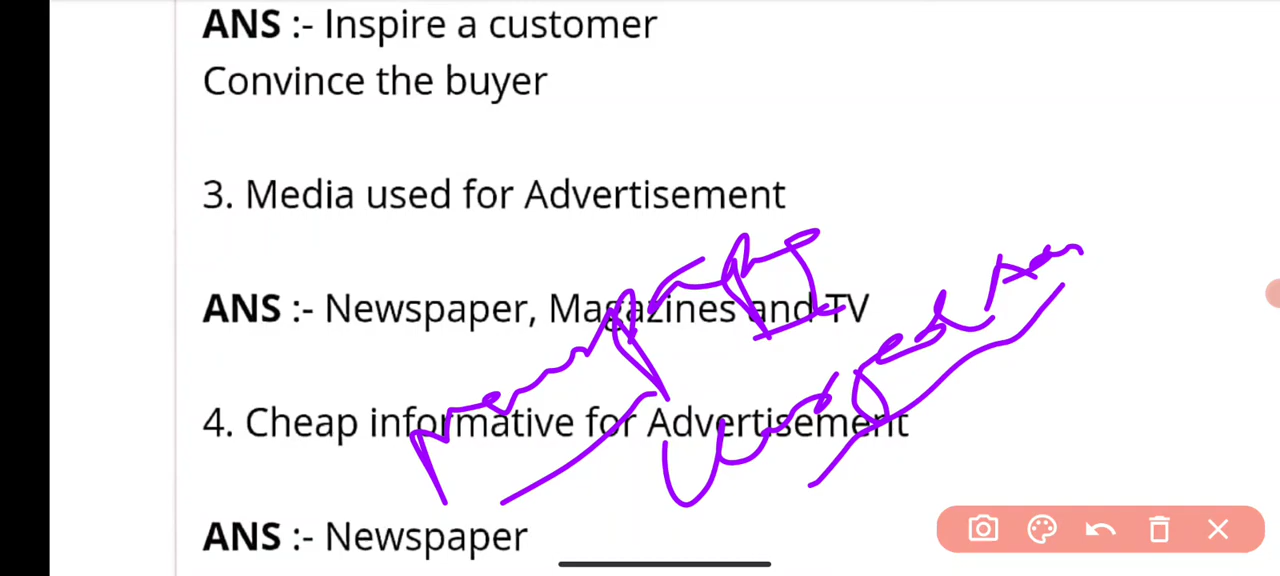 ANS :- Inspire a customer
Convince the buyer
3. Media used for Advertisement
ANS :- Newspaper, Magazines and TV
4. Cheap informative for Advertisement
ANS :- Newspaper